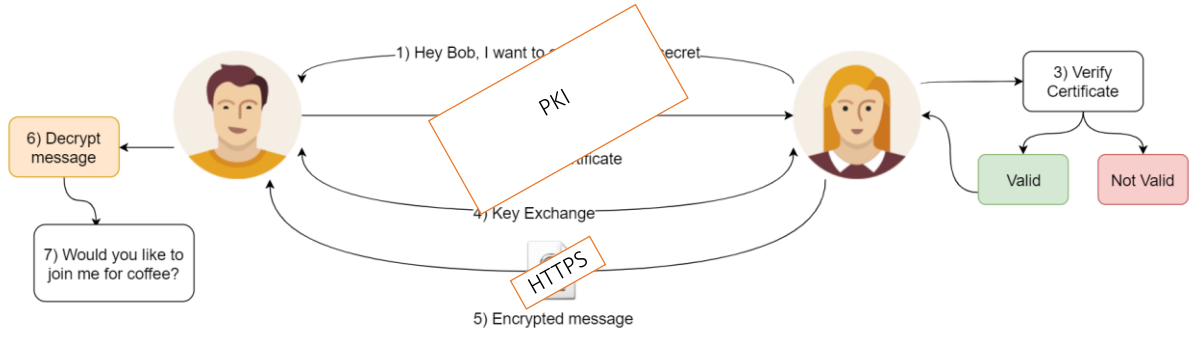 1) Hey Bob, I want to
secret
PKI
3) Verify
Certificate
6) Decrypt
message
Valid
Not Valid
4) Key Exchange
7) Would you like to
join me for coffee?
HTTPS
5) Encrypted message